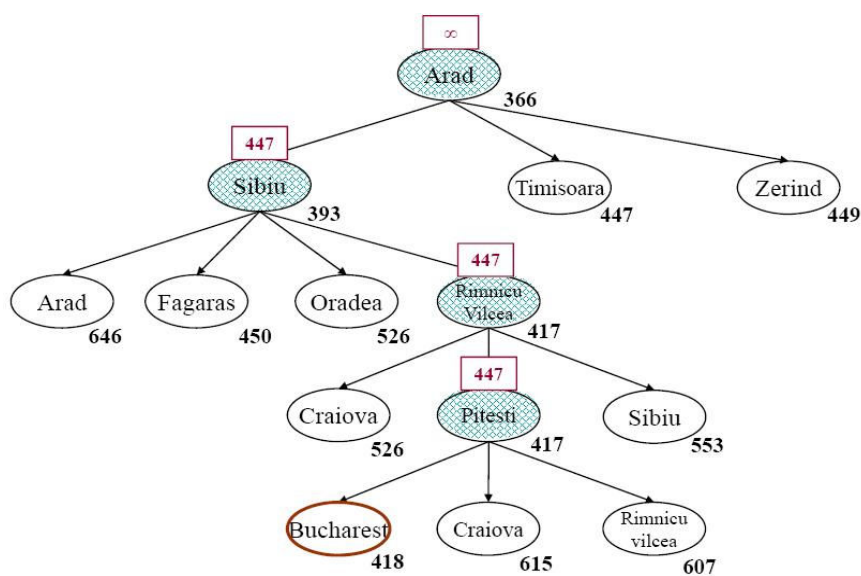 ∞
Arad
366
447
Sibiu
393
Timisoara
447
Zerind
449
Arad
646
Fagaras
450
Oradea
526
447
Rimnicu
Vilcea
417
Craiova
526
447
Pitesti
417
Sibiu
553
Bucharest
418
Craiova
615
Rimnicu
vilcea
607